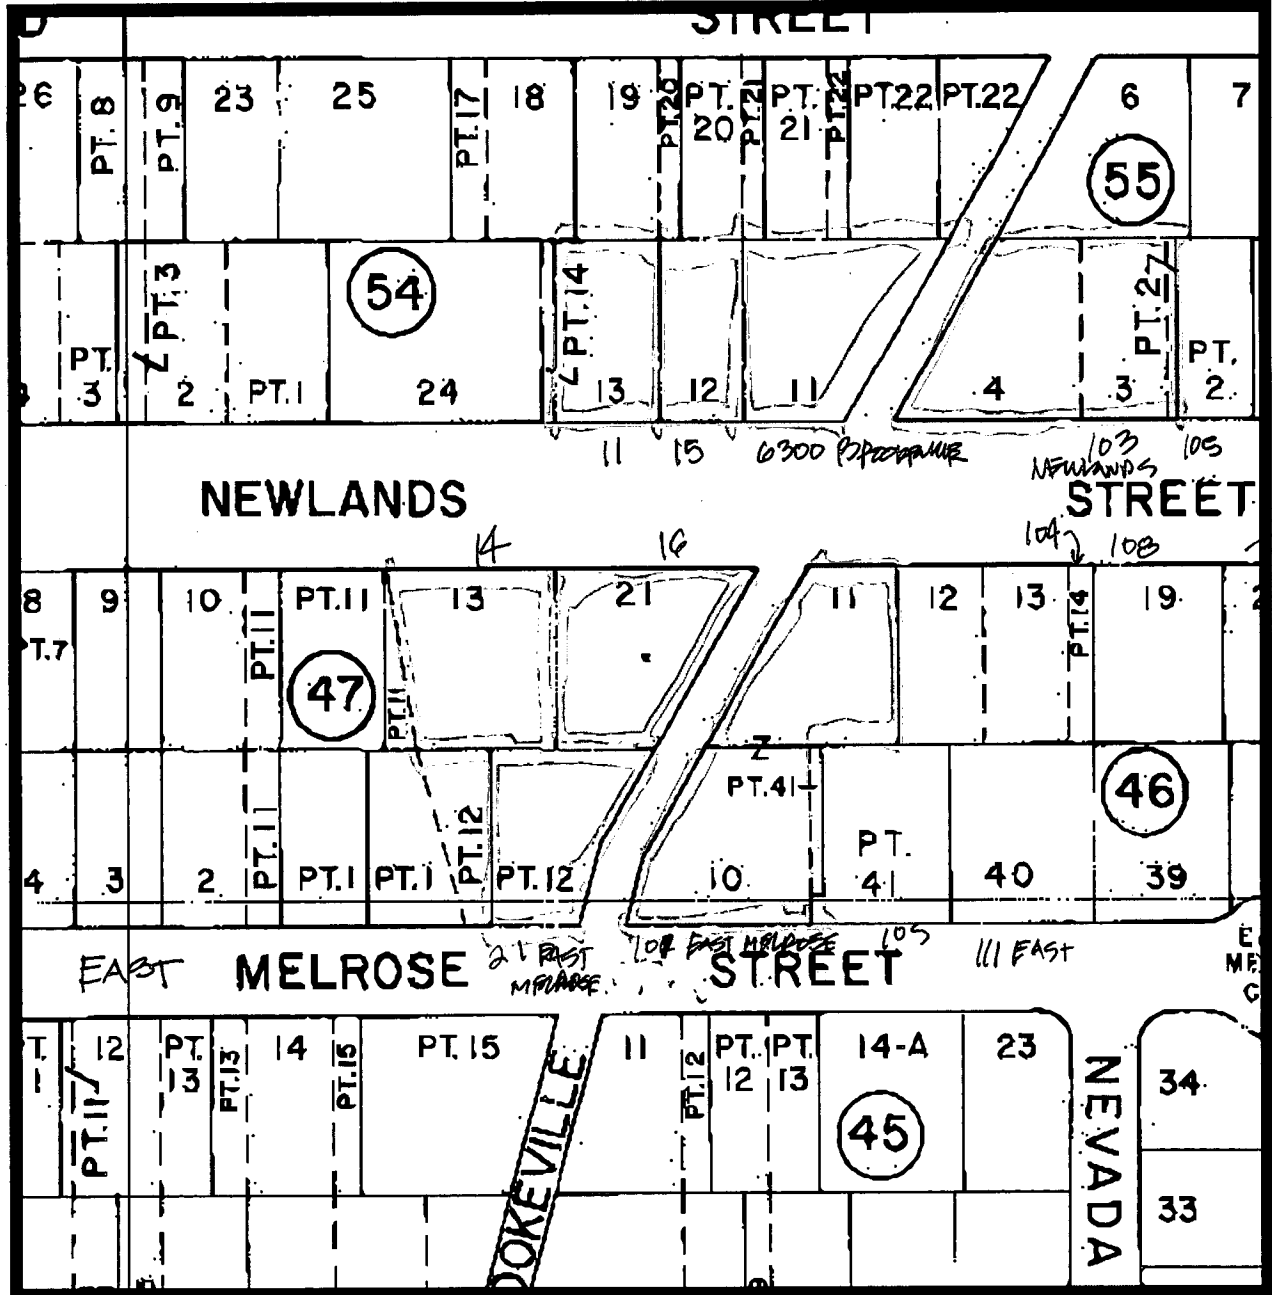 STREET
26 PT. 8 PT. 9 23 25 PT. 17 18 19 PT. 20 PT. 20 PT. 21 PT. 21 PT. 22 PT. 22 PT. 22 6 7
55
54
PT. 3 2 PT. 3 PT. 1 24 PT. 14 13 12 11 4 3 PT. 2 PT. 2
11 15 6300 103 105
NEWLANDS
NEWLANDS STREET
14 16 104 108
8 9 10 PT. 11 PT. 11 13 21 11 12 13 PT. 14 19
PT. 7
47 PT. 11
Z
PT. 41 46
4 3 2 PT. 11 PT. 1 PT. 1 PT. 12 PT. 12 10 PT. 41 40 39
EAST MELROSE STREET
21 EAST MELROSE
EAST MELROSE 105 111 EAST
12 PT. 11 PT. 13 PT. 13 14 PT. 15 PT. 15 11 PT. 12 PT. 12 PT. 13 14-A 23
45
OOKEVILLE
NEVADA
34
33